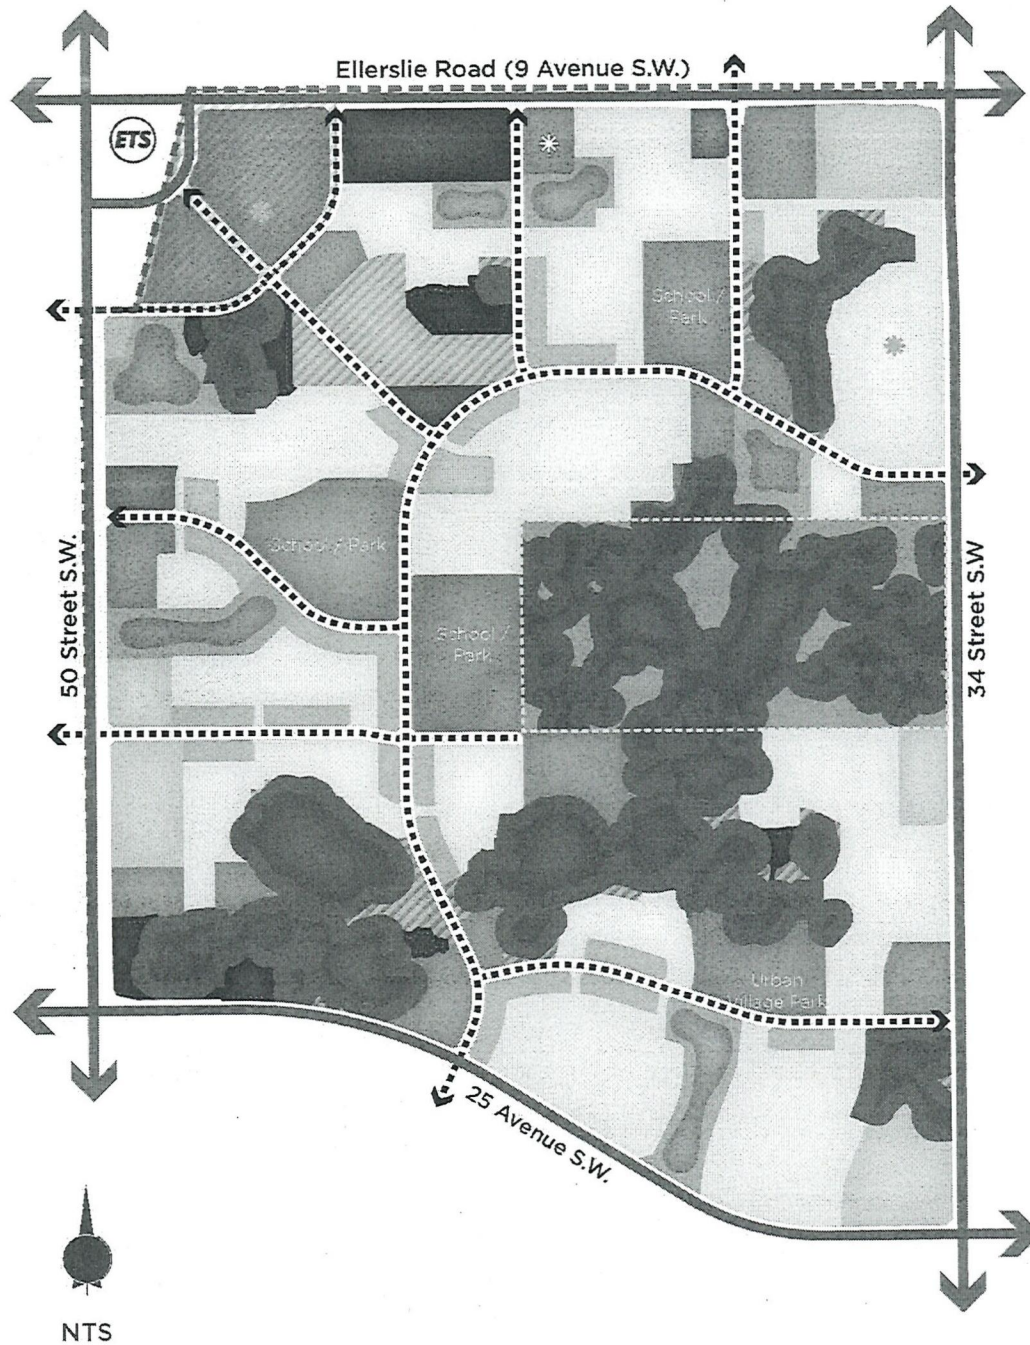 Ellerslie Road (9 Avenue S.W.)
ETS
School /
Park
School / Park
School /
Park
50 Street S.W.
34 Street S.W
Urban
Village Park
25 Avenue S.W.
NTS